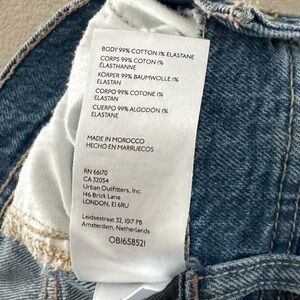 BODY 99% COTTON 1% ELASTANE
CORPS 99% COTON 1%
ÉLASTHANNE
KÖRPER 99% BAUMWOLLE 1%
ELASTAN
CORPO 99% COTONE 1%
ELASTAN
CUERPO 99% ALGODÓN 1%
ELASTANE
MADE IN MOROCCO
HECHO EN MARRUECOS
RN 66170
CA 32054
Urban Outfitters, Inc.
146 Brick Lane
LONDON, E1 6RU
Leidsestraat 32, 1017 PB
Amsterdam, Netherlands
OB1658521